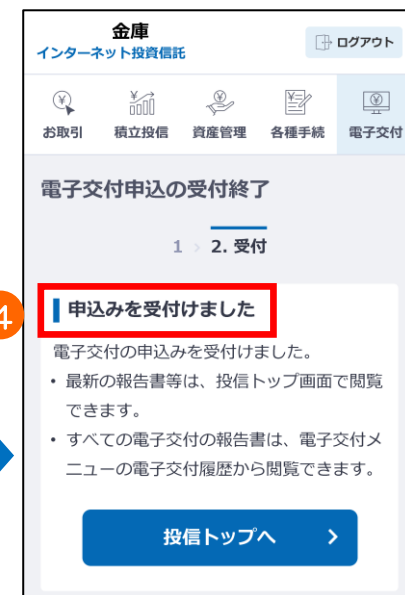 金庫
インターネット投資信託
ログアウト
お取引 積立投信 資産管理 各種手続 電子交付
電子交付申込の受付終了
1 > 2. 受付
4
申込みを受付けました
電子交付の申込みを受付けました。
• 最新の報告書等は、投信トップ画面で閲覧
できます。
• すべての電子交付の報告書は、電子交付メ
ニューの電子交付履歴から閲覧できます。
投信トップへ >